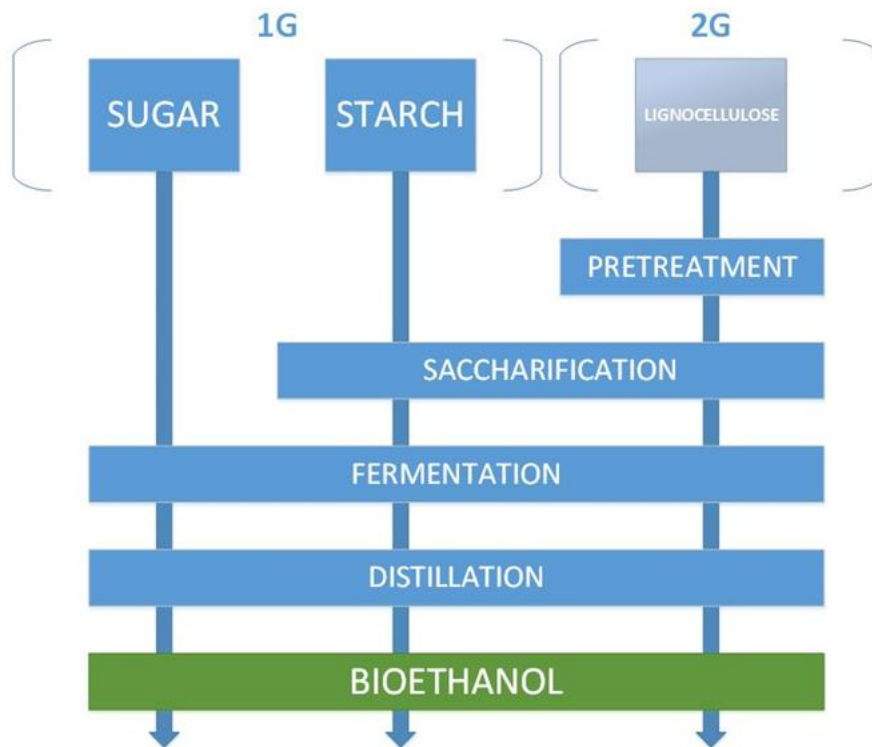 1G
2G
SUGAR
STARCH
LIGNOCELLULOSE
PRETREATMENT
SACCHARIFICATION
FERMENTATION
DISTILLATION
BIOETHANOL